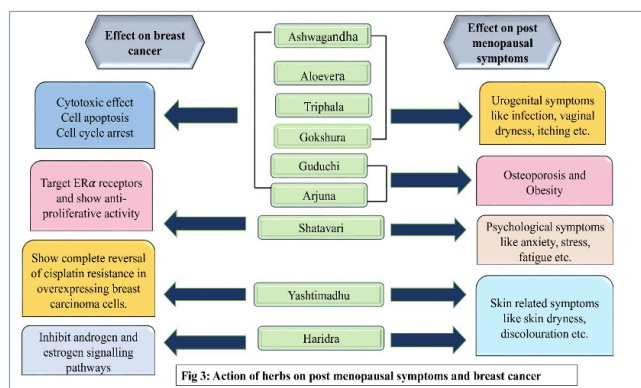 Effect on breast
cancer
Cytotoxic effect
Cell apoptosis
Cell cycle arrest
Target ERα receptors
and show anti-
proliferative activity
Show complete reversal
of cisplatin resistance in
overexpressing breast
carcinoma cells.
Inhibit androgen and
estrogen signalling
pathways
Ashwagandha
Aloevera
Triphala
Gokshura
Guduchi
Arjuna
Shatavari
Yashtimadhu
Haridra
Effect on post
menopausal
symptoms
Urogenital symptoms
like infection, vaginal
dryness, itching etc.
Osteoporosis and
Obesity
Psychological symptoms
like anxiety, stress,
fatigue etc.
Skin related symptoms
like skin dryness,
discolouration etc.
Fig 3: Action of herbs on post menopausal symptoms and breast cancer